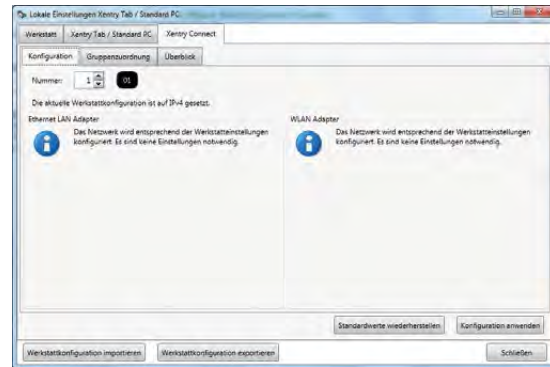 Lokale Einstellungen Xentry Tab / Standard PC
Werkstatt Xentry Tab / Standard PC Xentry Connect
Konfiguration Gruppenzuordnung Überblick
Nummer: 1 01
Die aktuelle Werkstattkonfiguration ist auf IPv4 gesetzt.
Ethernet LAN Adapter
Das Netzwerk wird entsprechend der Werkstatteinstellungen
konfiguriert. Es sind keine Einstellungen notwendig.
WLAN Adapter
Das Netzwerk wird entsprechend der Werkstatteinstellungen
konfiguriert. Es sind keine Einstellungen notwendig.
Standardwerte wiederherstellen Konfiguration anwenden
Werkstattkonfiguration importieren Werkstattkonfiguration exportieren Schließen